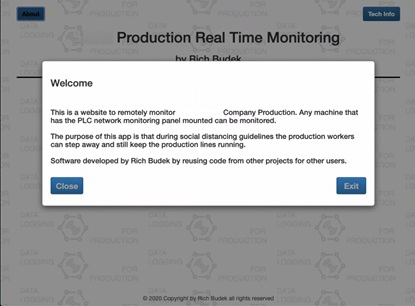 About
Tech Info
Production Real Time Monitoring
by Rich Budek
Welcome
This is a website to remotely monitor Company Production. Any machine that
has the PLC network monitoring panel mounted can be monitored.
The purpose of this app is that during social distancing guidelines the production workers
can step away and still keep the production lines running.
Software developed by Rich Budek by reusing code from other projects for other users.
Close
Exit
© 2020 Copyright by Rich Budek all rights reserved
DATA
LOGGING
FOR
PRODUCTION